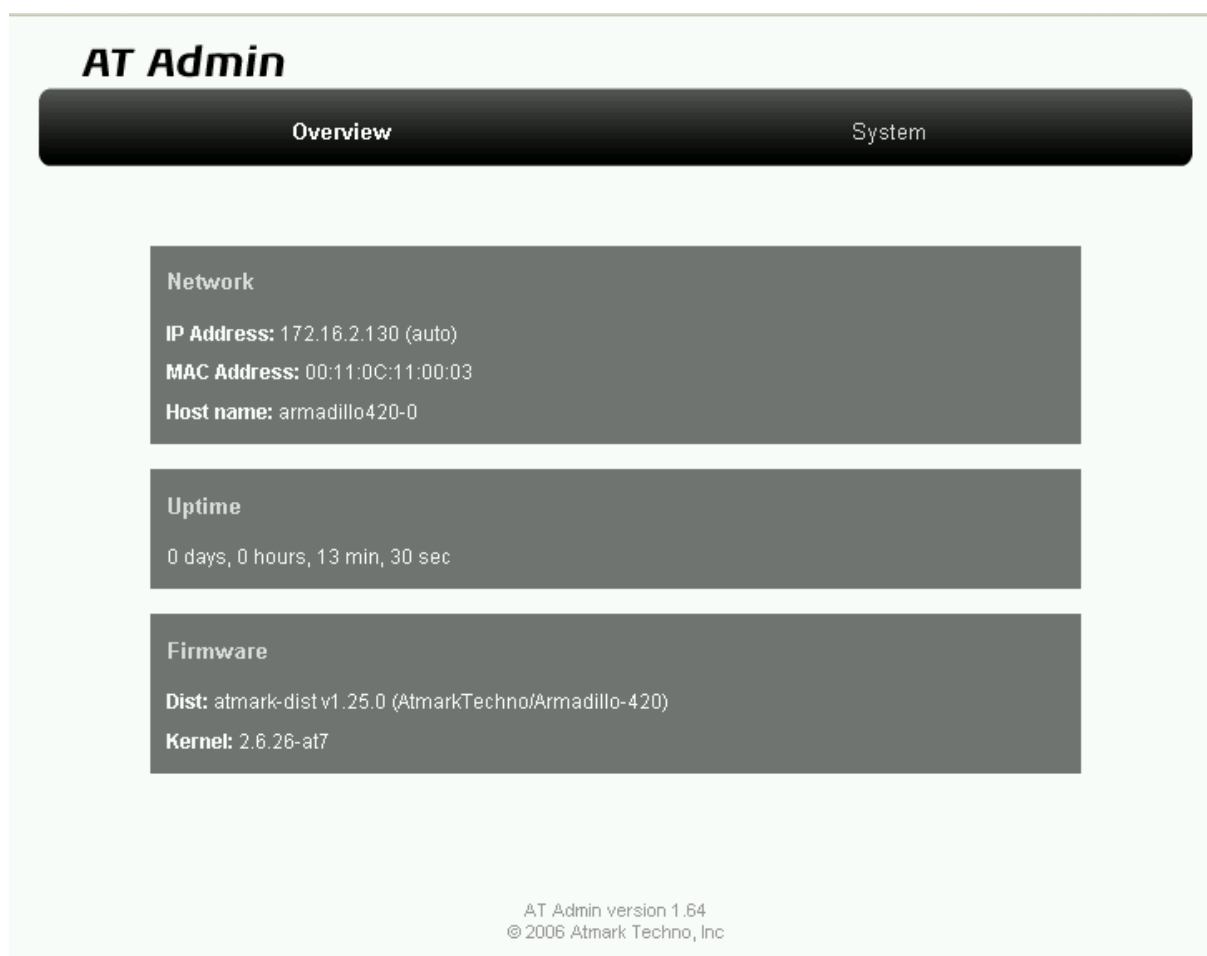 AT Admin
Overview System
Network
IP Address: 172.16.2.130 (auto)
MAC Address: 00:11:0C:11:00:03
Host name: armadillo420-0
Uptime
0 days, 0 hours, 13 min, 30 sec
Firmware
Dist: atmark-dist v1.25.0 (AtmarkTechno/Armadillo-420)
Kernel: 2.6.26-at7
AT Admin version 1.64
© 2006 Atmark Techno, Inc